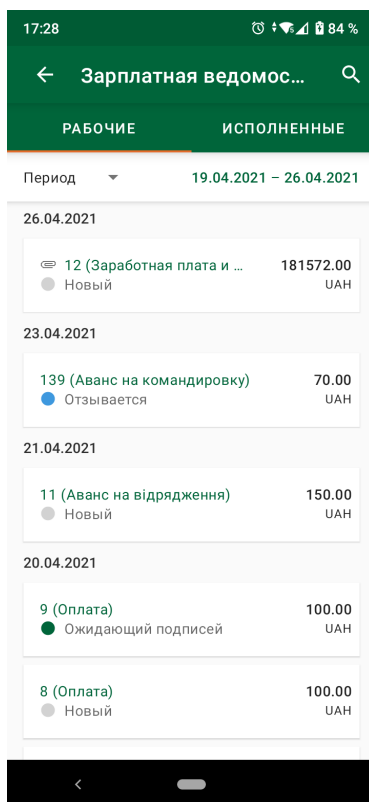 17:28
84 %
Зарплатная ведомос...
РАБОЧИЕ ИСПОЛНЕННЫЕ
Период 19.04.2021 – 26.04.2021
26.04.2021
12 (Заработная плата и ... 181572.00
Новый UAH
23.04.2021
139 (Аванс на командировку) 70.00
Отзывается UAH
21.04.2021
11 (Аванс на відрядження) 150.00
Новый UAH
20.04.2021
9 (Оплата) 100.00
Ожидающий подписей UAH
8 (Оплата) 100.00
Новый UAH